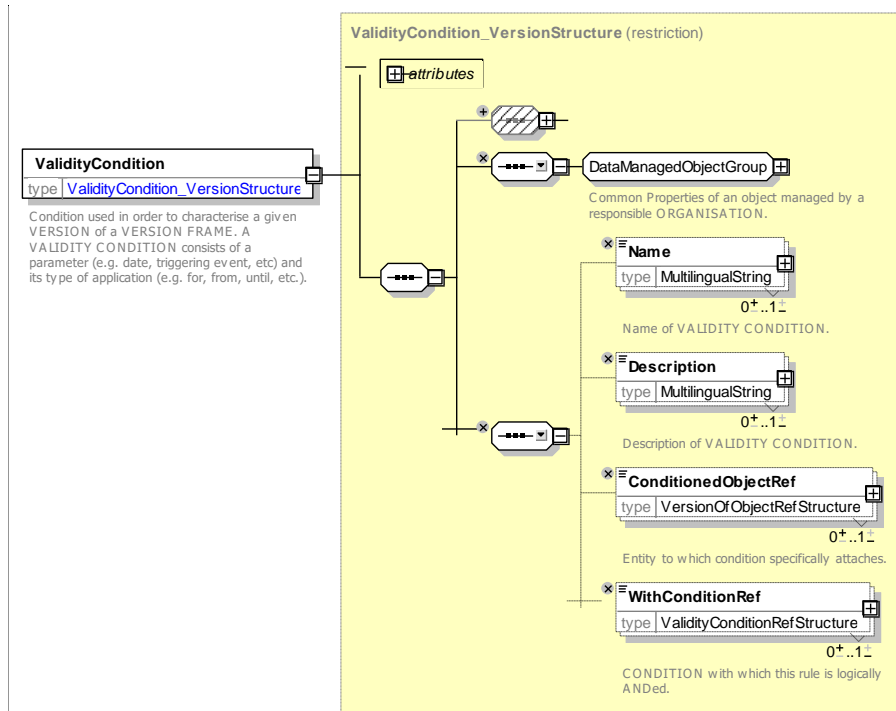 ValidityCondition_VersionStructure (restriction)
attributes
ValidityCondition
type ValidityCondition_VersionStructure
Condition used in order to characterise a given
VERSION of a VERSION FRAME. A
VALIDITY CONDITION consists of a
parameter (e.g. date, triggering event, etc) and
its type of application (e.g. for, from, until, etc.).
DataManagedObjectGroup
Common Properties of an object managed by a
responsible ORGANISATION.
Name
type MultilingualString
0±..1±
Name of VALIDITY CONDITION.
Description
type MultilingualString
0±..1±
Description of VALIDITY CONDITION.
ConditionedObjectRef
type VersionOfObjectRefStructure
0±..1±
Entity to which condition specifically attaches.
WithConditionRef
type ValidityConditionRefStructure
0±..1±
CONDITION with which this rule is logically
ANDed.